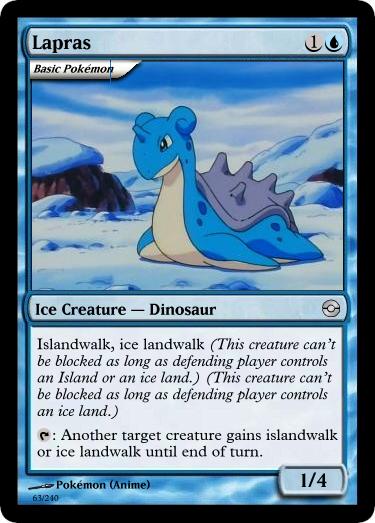 Lapras 1
Basic Pokémon
Ice Creature — Dinosaur
Islandwalk, ice landwalk (This creature can't
be blocked as long as defending player controls
an Island or an ice land.) (This creature can't
be blocked as long as defending player controls
an ice land.)
: Another target creature gains islandwalk
or ice landwalk until end of turn.
1/4
Pokémon (Anime)
63/240